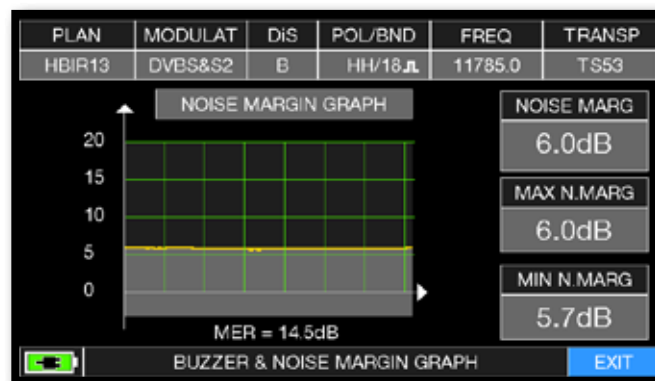 PLAN MODULAT DiS POL/BND FREQ TRANSP
HBIR13 DVBS&S2 B HH/18 11785.0 TS53
NOISE MARGIN GRAPH
NOISE MARG
6.0dB
20
15
10
5
0
MAX N.MARG
6.0dB
MIN N.MARG
5.7dB
MER = 14.5dB
BUZZER & NOISE MARGIN GRAPH EXIT